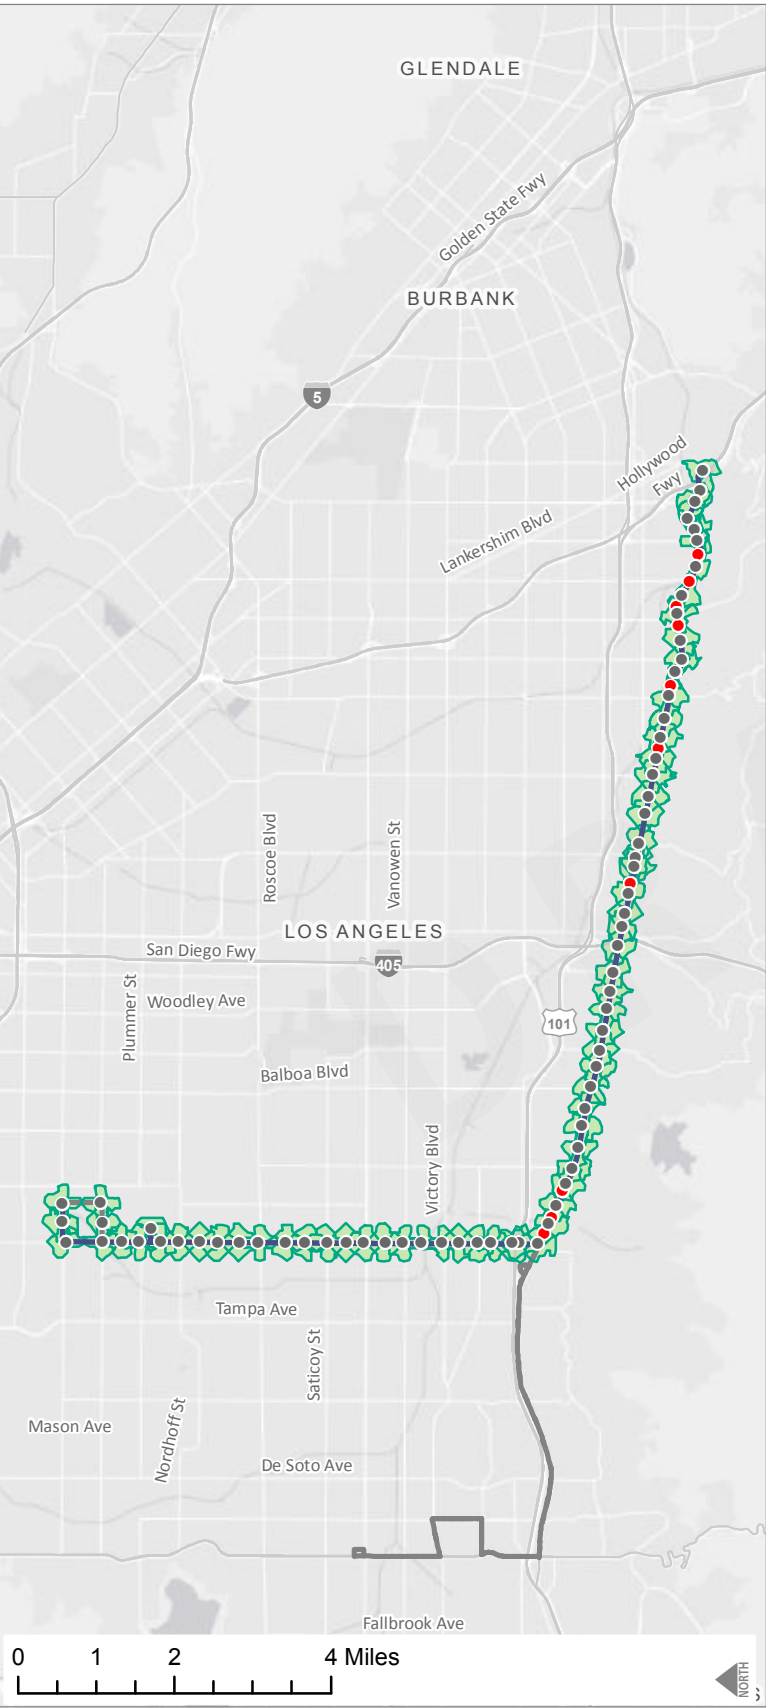 GLENDALE
Golden State Fwy
BURBANK
5
Hollywood
Fwy
Lankershim Blvd
Roscoe Blvd
Vanowen St
LOS ANGELES
San Diego Fwy
405
Plummer St
Woodley Ave
101
Balboa Blvd
Victory Blvd
Tampa Ave
Saticoy St
Mason Ave
Nordhoff St
De Soto Ave
Fallbrook Ave
0 1 2 4 Miles
NORTH